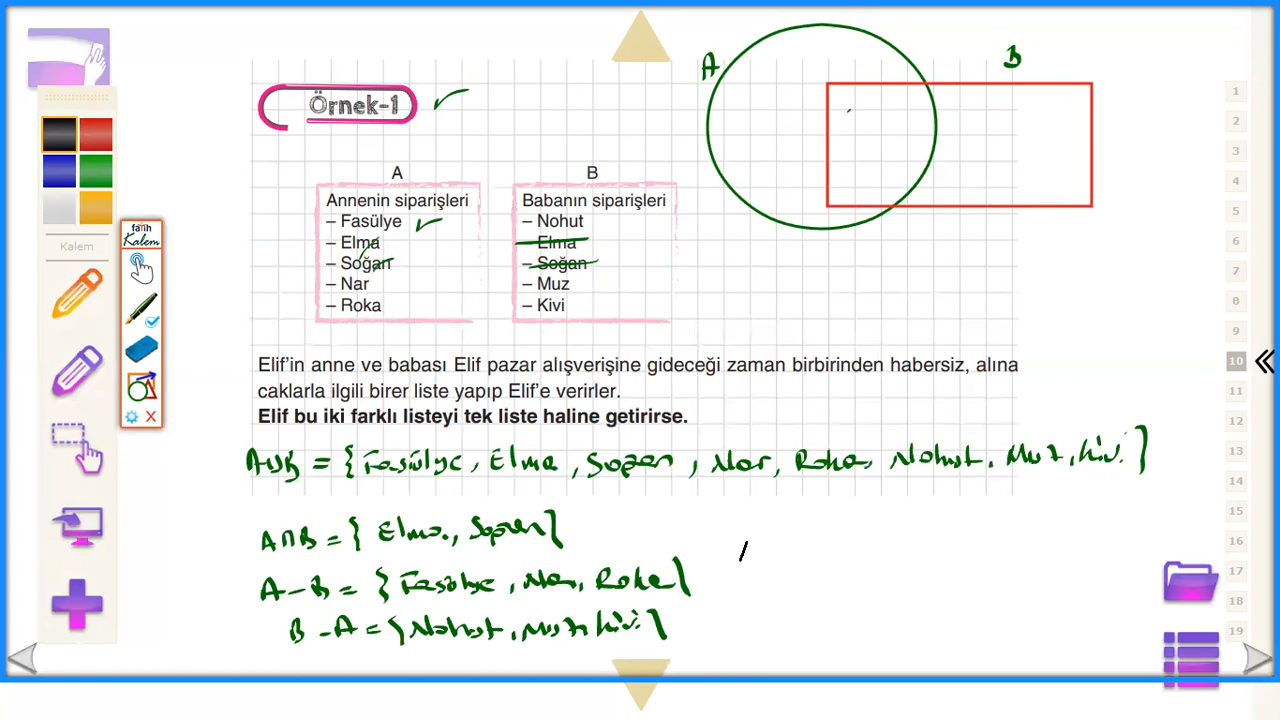 A
B
Örnek-1
A
B
Annenin siparişleri
– Fasülye
– Elma
– Soğan
– Nar
– Roka
Babanın siparişleri
– Nohut
– Elma
– Soğan
– Muz
– Kivi
Elif'in anne ve babası Elif pazar alışverişine gideceği zaman birbirinden habersiz, alına
caklarla ilgili birer liste yapıp Elif'e verirler.
Elif bu iki farklı listeyi tek liste haline getirirse.
A∪B = {Fasülye, Elma, Soğan, Nar, Roka, Nohut, Muz, Kivi}
A∩B = {Elma, Soğan}
A – B = {Fasülye, Nar, Roka}
B – A = {Nohut, Muz, Kivi}
Kalem
fatih
Kalem
1
2
3
4
5
6
7
8
9
10
11
12
13
14
15
16
17
18
19